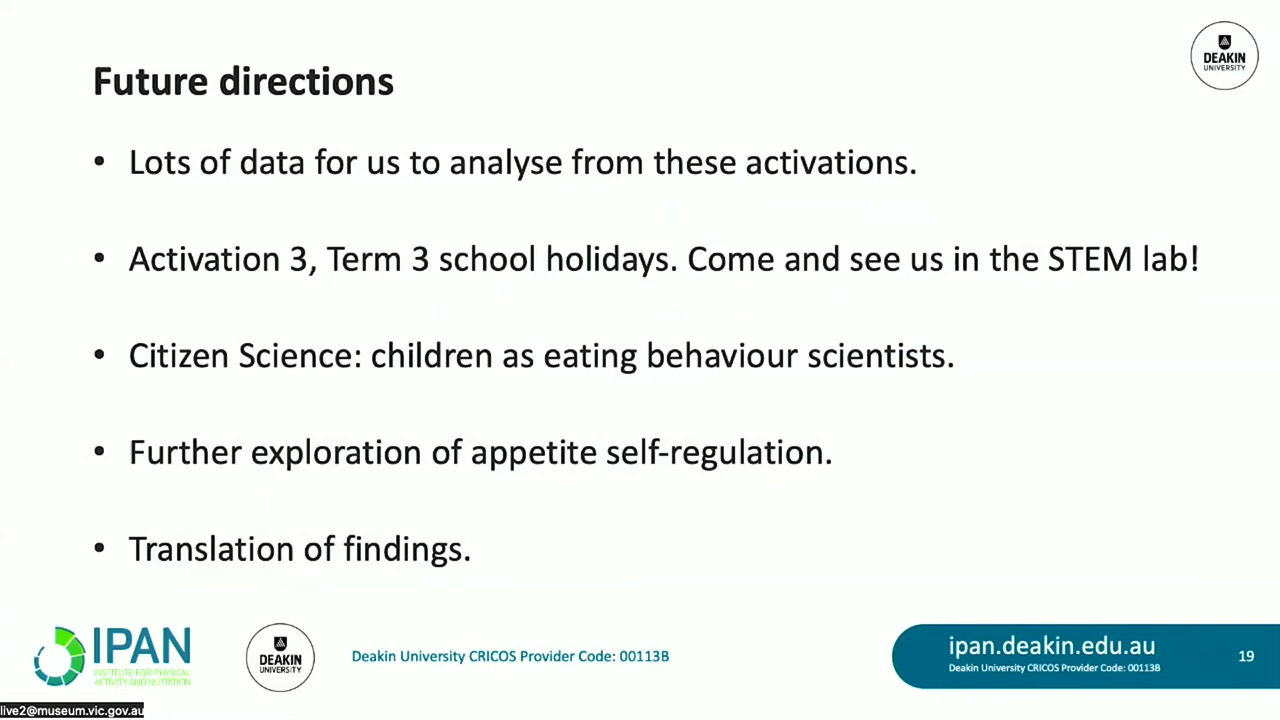 DEAKIN
UNIVERSITY
Future directions
• Lots of data for us to analyse from these activations.
• Activation 3, Term 3 school holidays. Come and see us in the STEM lab!
• Citizen Science: children as eating behaviour scientists.
• Further exploration of appetite self-regulation.
• Translation of findings.
IPAN
INSTITUTE FOR PHYSICAL
ACTIVITY AND NUTRITION
DEAKIN
UNIVERSITY
Deakin University CRICOS Provider Code: 00113B
ipan.deakin.edu.au
Deakin University CRICOS Provider Code: 00113B
19
live2@museum.vic.gov.au